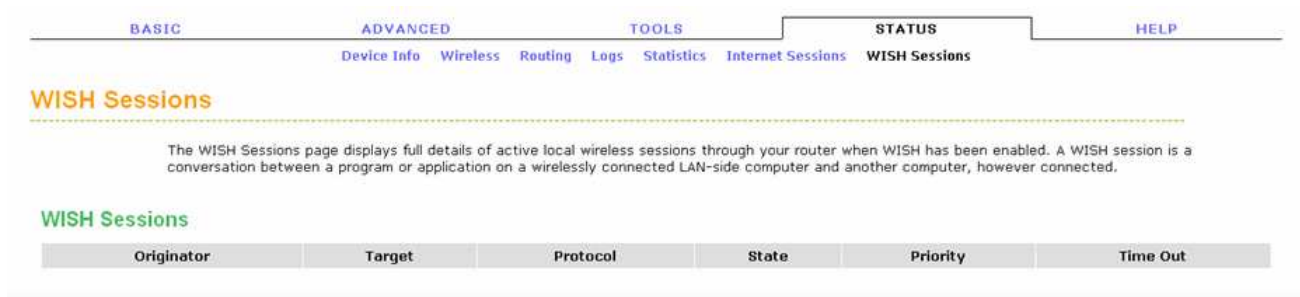 BASIC ADVANCED TOOLS STATUS HELP
Device Info Wireless Routing Logs Statistics Internet Sessions WISH Sessions
WISH Sessions
The WISH Sessions page displays full details of active local wireless sessions through your router when WISH has been enabled. A WISH session is a
conversation between a program or application on a wirelessly connected LAN-side computer and another computer, however connected.
WISH Sessions
Originator Target Protocol State Priority Time Out